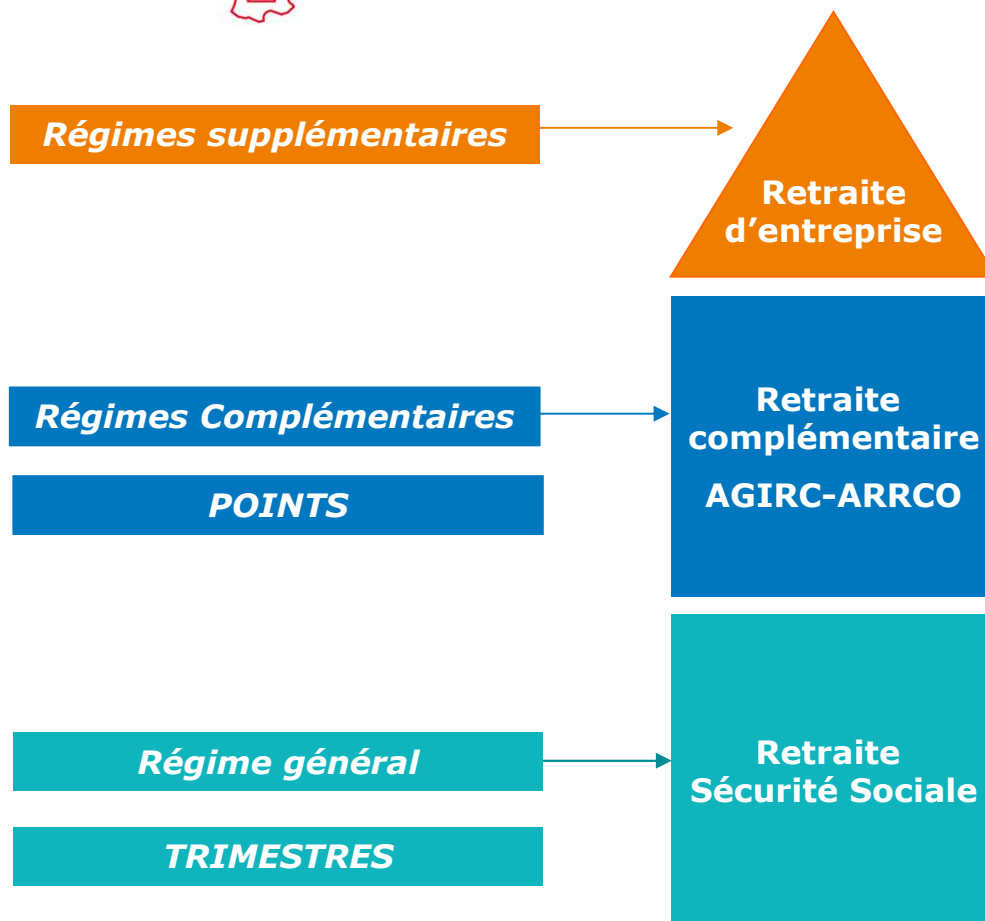 Régimes supplémentaires
Retraite
d’entreprise
Régimes Complémentaires
POINTS
Retraite
complémentaire
AGIRC-ARRCO
Régime général
TRIMESTRES
Retraite
Sécurité Sociale